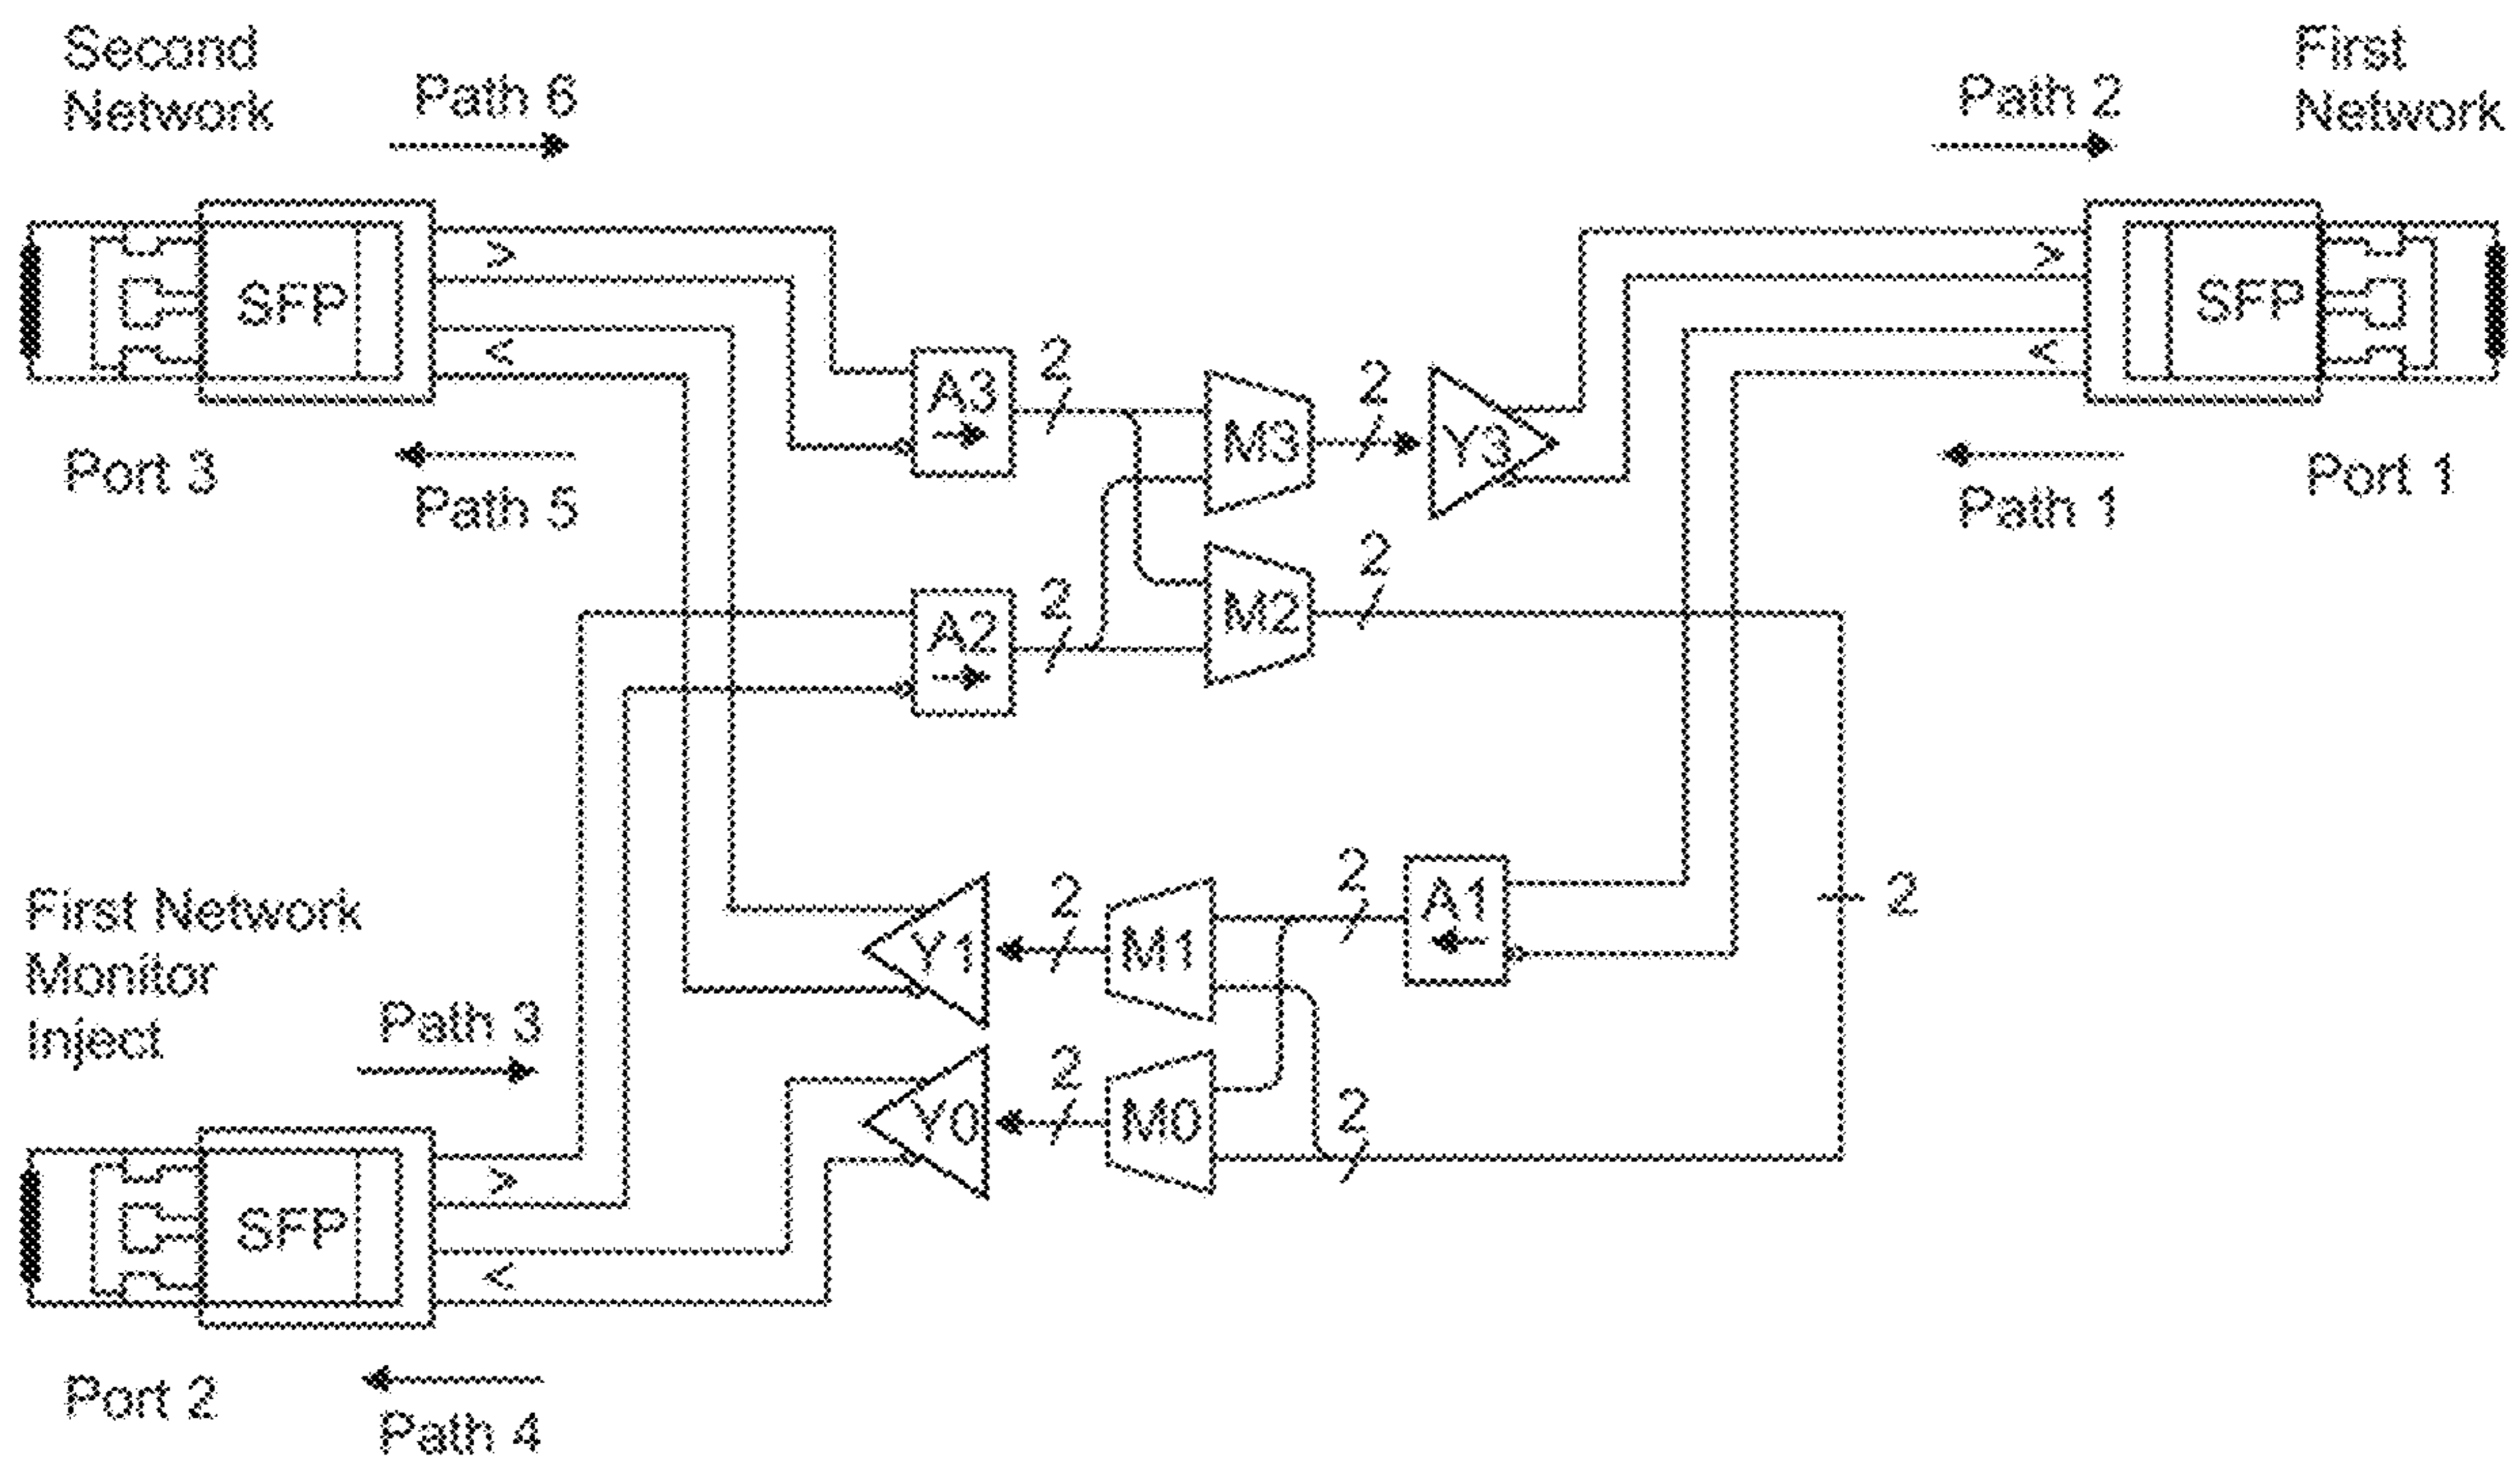 Second
Network
Path 6
Path 2
First
Network
>
>
SFP
SFP
<
<
A3
2
M3
2
Y3
Port 3
Path 5
Path 1
Port 1
A2
2
M2
2
First Network
Monitor
Inject
Path 3
Y1
2
M1
2
A1
2
Y0
2
M0
2
>
SFP
<
Port 2
Path 4